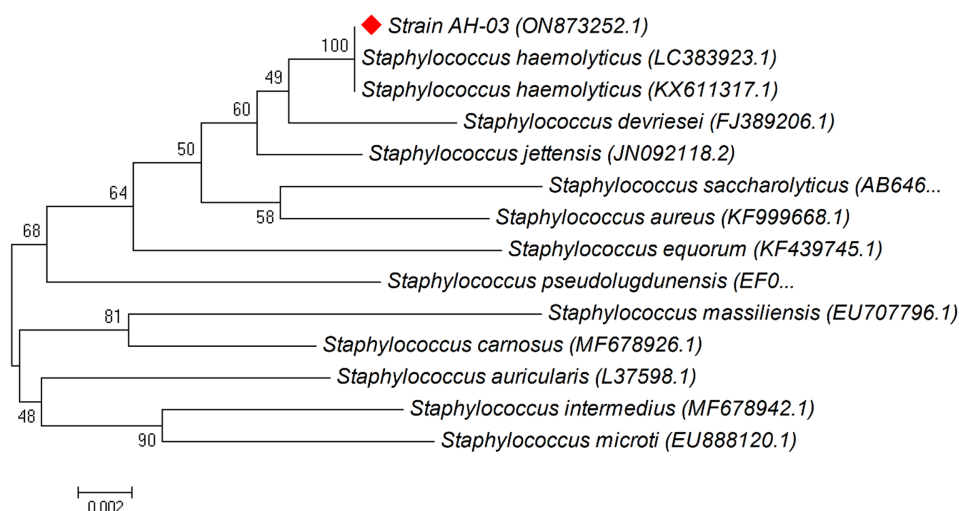 Strain AH-03 (ON873252.1)
100
Staphylococcus haemolyticus (LC383923.1)
49
Staphylococcus haemolyticus (KX611317.1)
60
Staphylococcus devriesei (FJ389206.1)
50
Staphylococcus jettensis (JN092118.2)
64
Staphylococcus saccharolyticus (AB646...
58
Staphylococcus aureus (KF999668.1)
68
Staphylococcus equorum (KF439745.1)
Staphylococcus pseudolugdunensis (EF0...
81
Staphylococcus massiliensis (EU707796.1)
Staphylococcus carnosus (MF678926.1)
Staphylococcus auricularis (L37598.1)
48
Staphylococcus intermedius (MF678942.1)
90
Staphylococcus microti (EU888120.1)
0.002